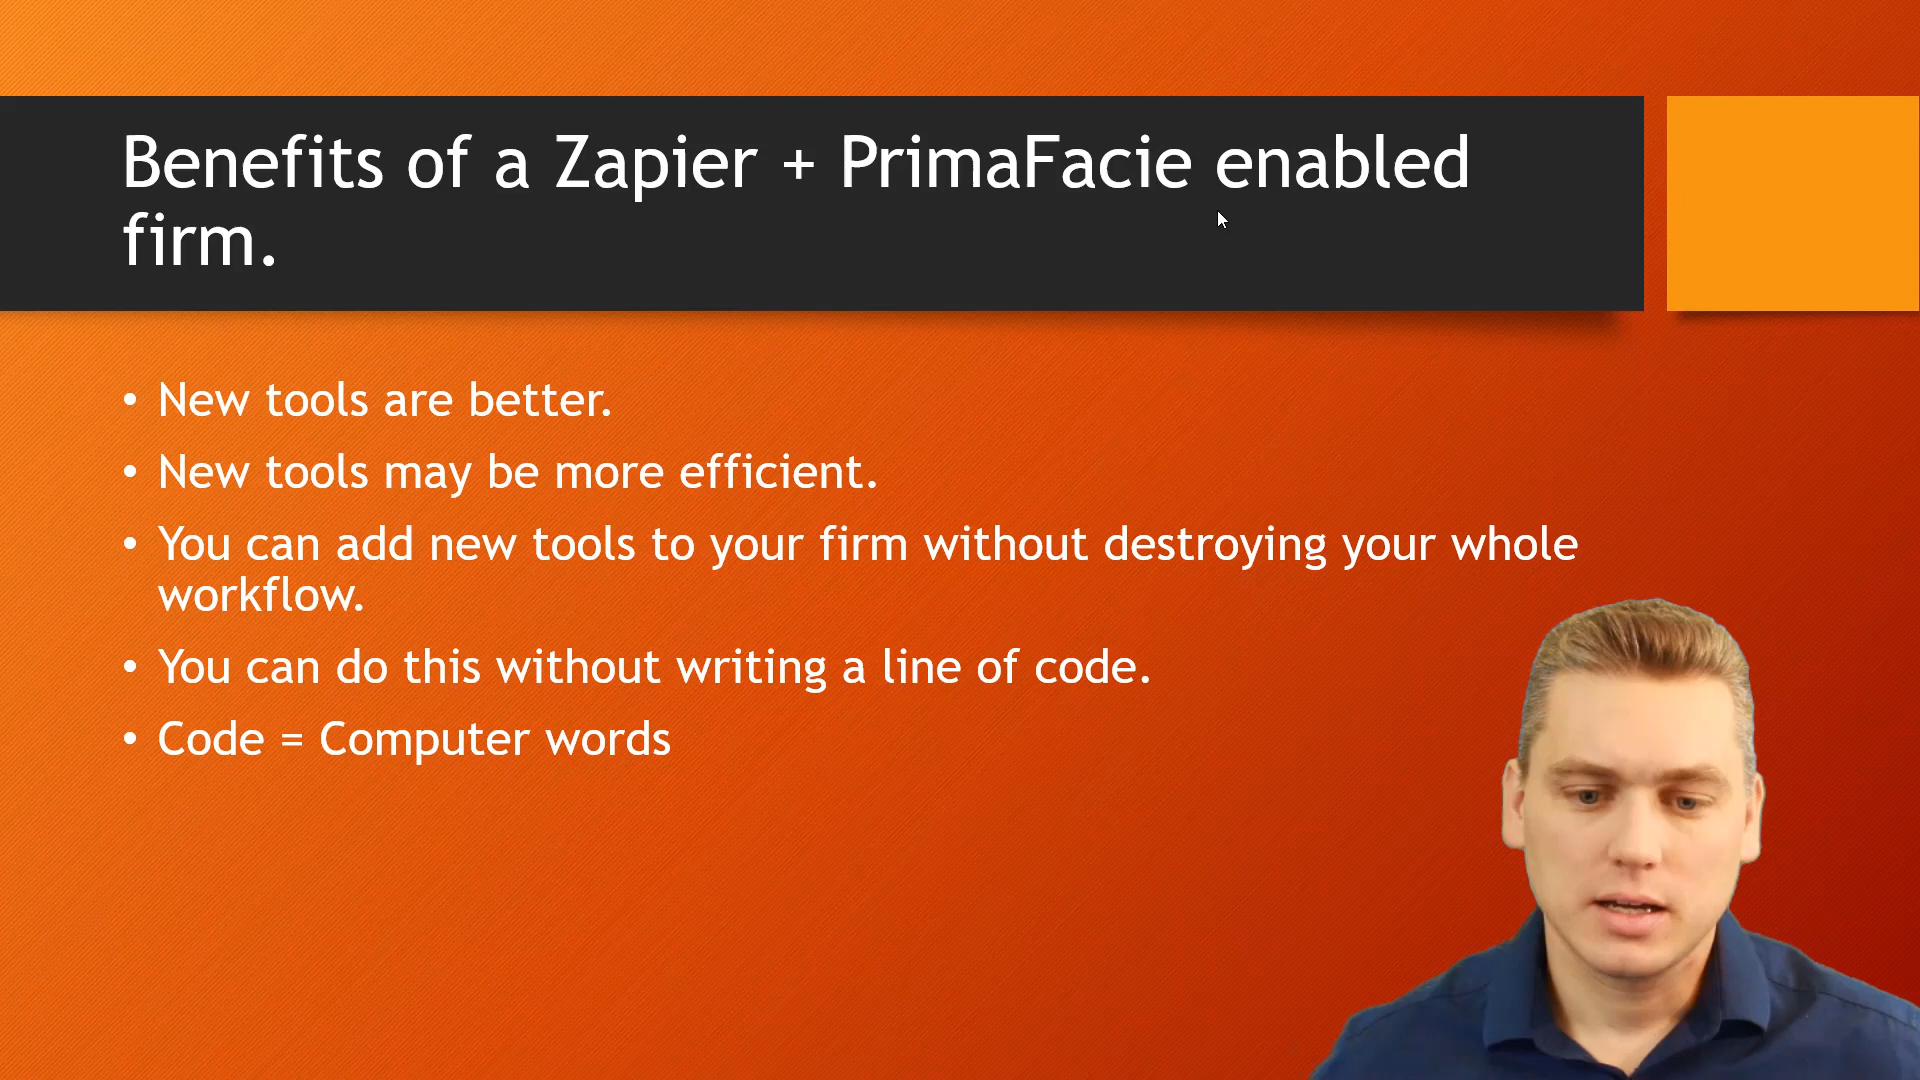 Benefits of a Zapier + PrimaFacie enabled
firm.
• New tools are better.
• New tools may be more efficient.
• You can add new tools to your firm without destroying your whole
workflow.
• You can do this without writing a line of code.
• Code = Computer words